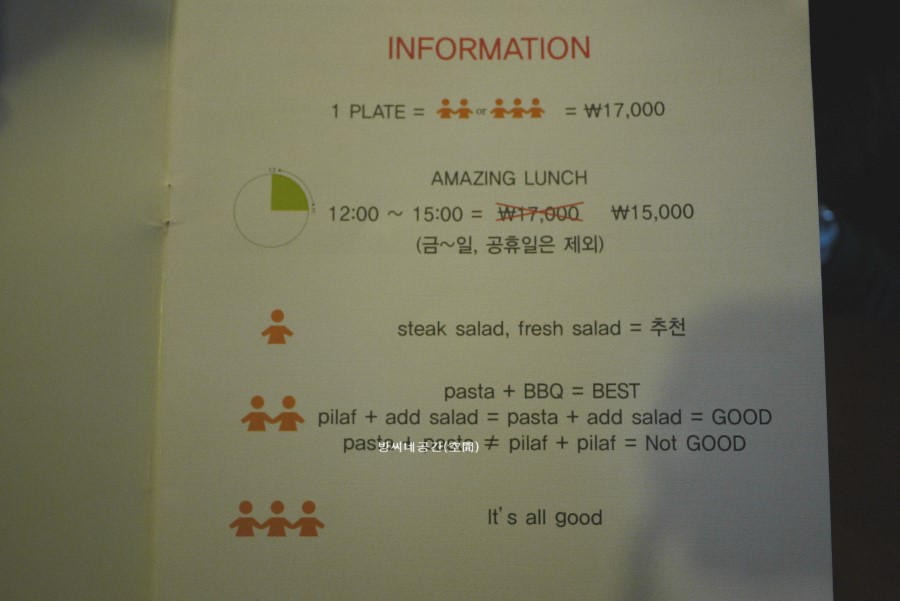 INFORMATION
1 PLATE = or = ₩17,000
AMAZING LUNCH
12:00 ~ 15:00 = ₩17,000 ₩15,000
(금~일, 공휴일은 제외)
steak salad, fresh salad = 추천
pasta + BBQ = BEST
pilaf + add salad = pasta + add salad = GOOD
pasta + pasta ≠ pilaf + pilaf = Not GOOD
방씨네공간(空間)
It's all good